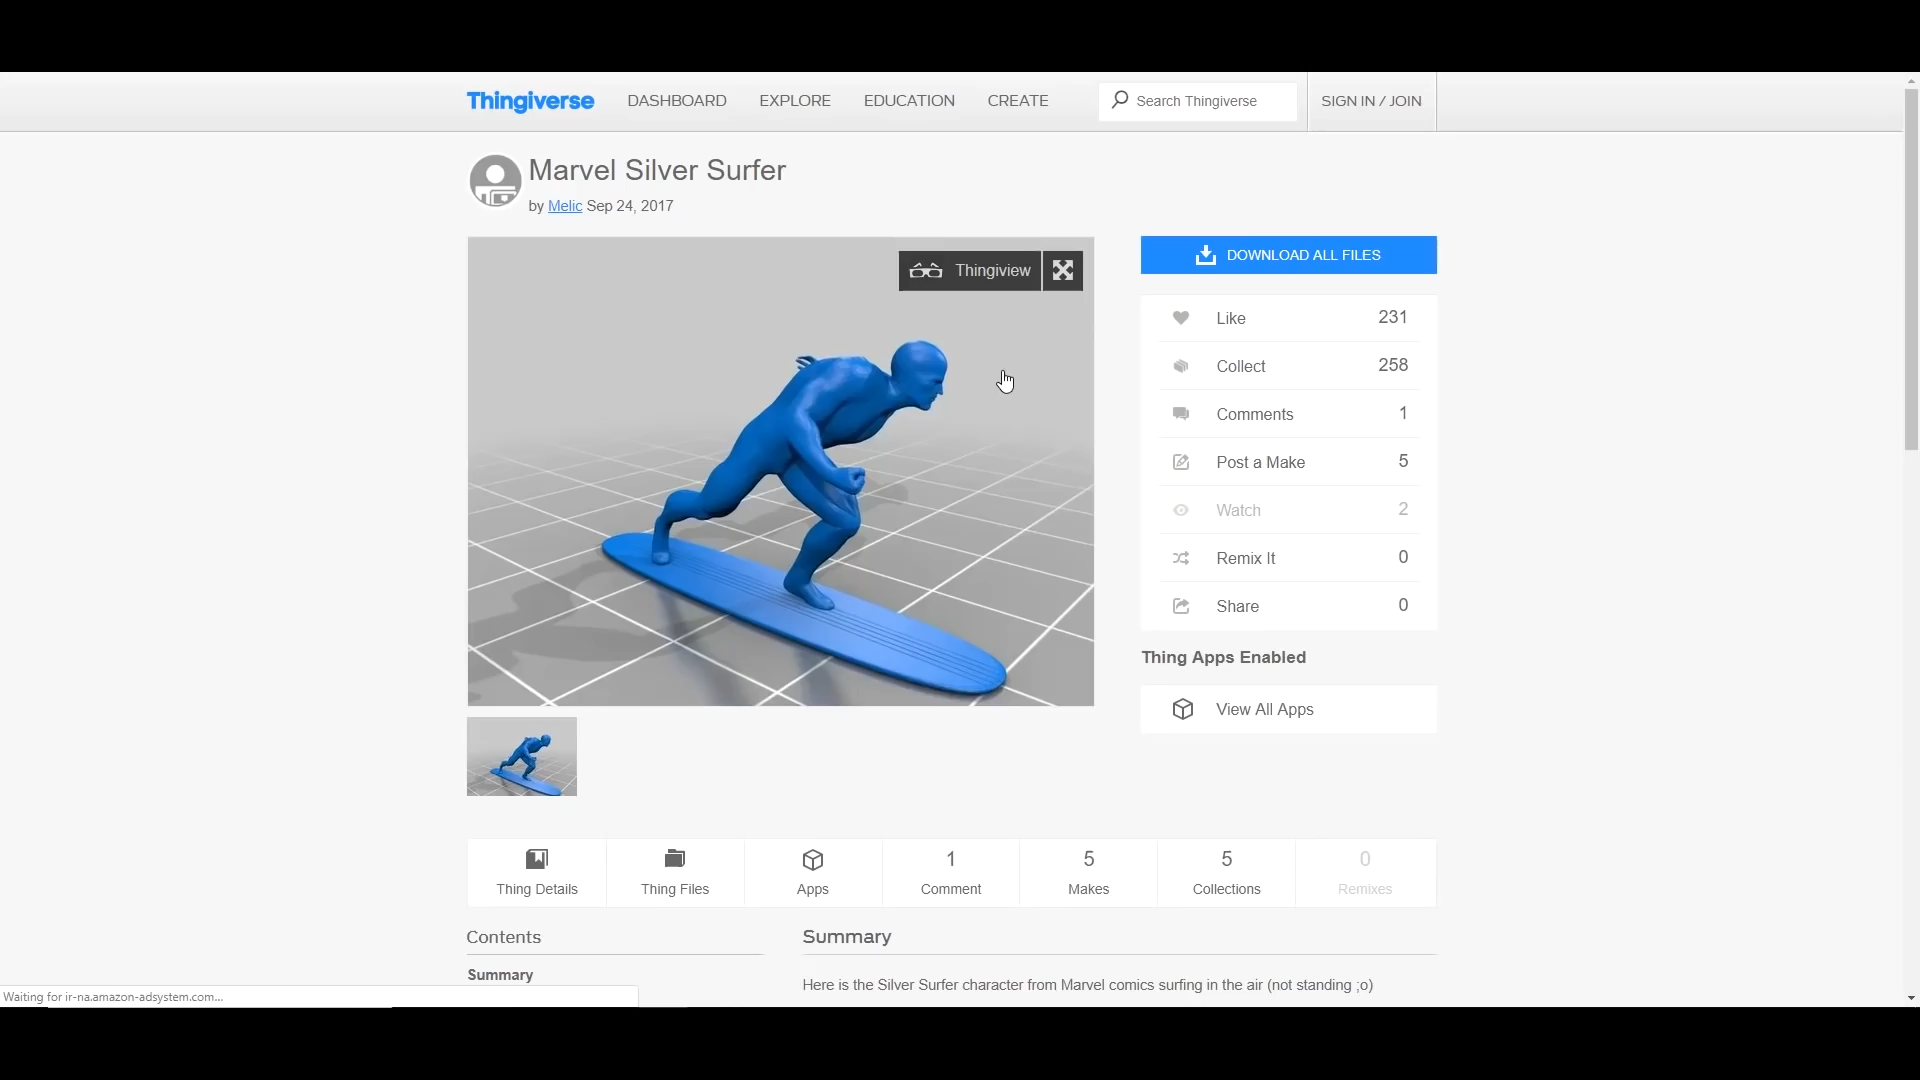 Thingiverse DASHBOARD EXPLORE EDUCATION CREATE Search Thingiverse SIGN IN / JOIN
Marvel Silver Surfer
by Melic Sep 24, 2017
Thingiview
DOWNLOAD ALL FILES
Like 231
Collect 258
Comments 1
Post a Make 5
Watch 2
Remix It 0
Share 0
Thing Apps Enabled
View All Apps
1 5 5 0
Thing Details Thing Files Apps Comment Makes Collections Remixes
Contents
Summary
Summary
Here is the Silver Surfer character from Marvel comics surfing in the air (not standing ;o)
Waiting for ir-na.amazon-adsystem.com...